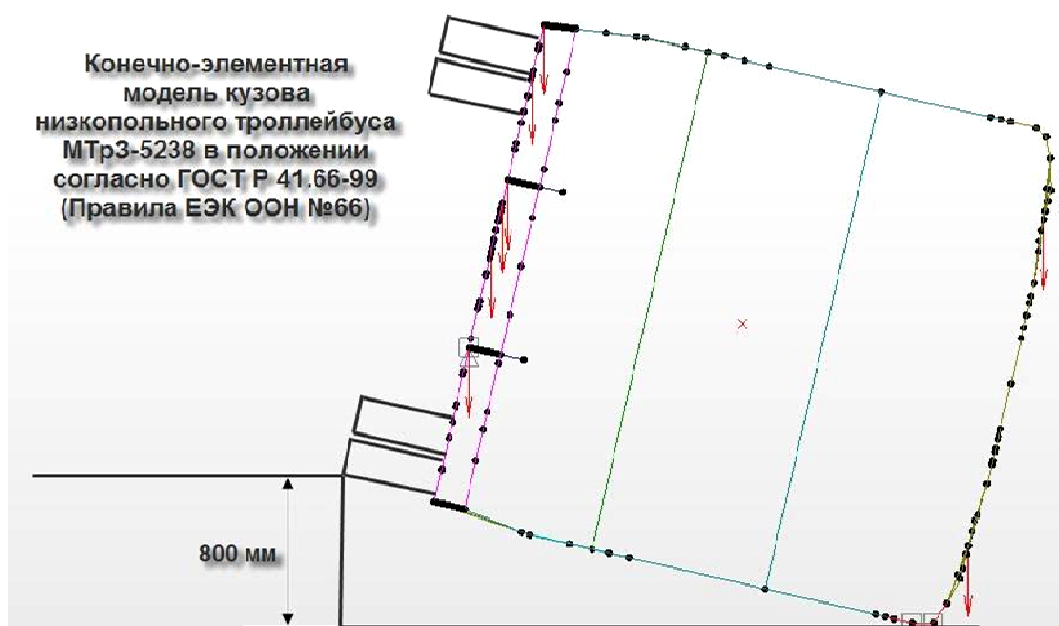 Конечно-элементная
модель кузова
низкопольного троллейбуса
МТрЗ-5238 в положении
согласно ГОСТ Р 41.66-99
(Правила ЕЭК ООН №66)
800 мм